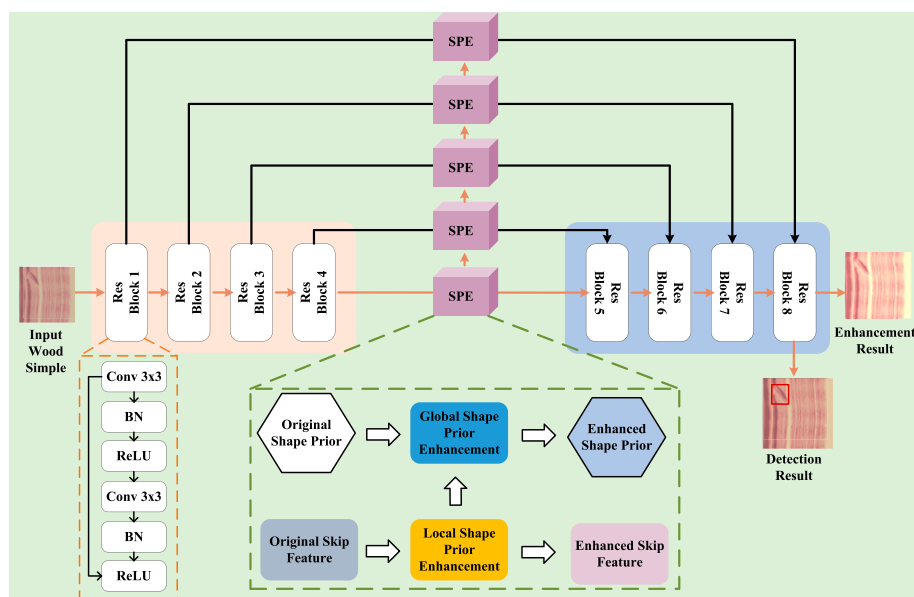 SPE
SPE
SPE
SPE
SPE
Res
Block 1
Res
Block 2
Res
Block 3
Res
Block 4
Res
Block 5
Res
Block 6
Res
Block 7
Res
Block 8
Input
Wood
Simple
Enhancement
Result
Detection
Result
Conv 3x3
BN
ReLU
Conv 3x3
BN
ReLU
Original
Shape Prior
Global Shape
Prior
Enhancement
Enhanced
Shape Prior
Original Skip
Feature
Local Shape
Prior
Enhancement
Enhanced Skip
Feature